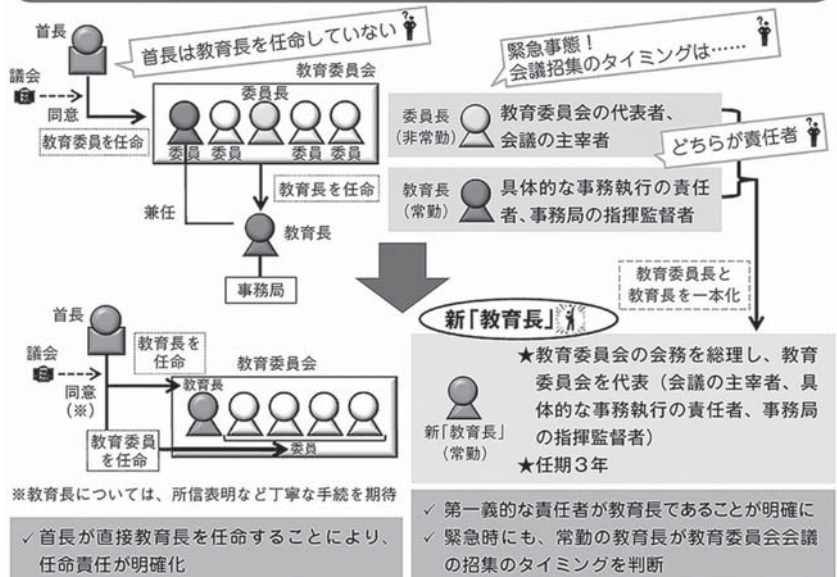 首長
首長は教育長を任命していない
議会
同意
教育委員を任命
教育委員会
委員長
委員 委員 委員 委員
教育長を任命
兼任
教育長
事務局
緊急事態!
会議招集のタイミングは……
委員長
(非常勤)
教育委員会の代表者、
会議の主宰者
どちらが責任者
教育長
(常勤)
具体的な事務執行の責任
者、事務局の指揮監督者
教育委員長と
教育長を一本化
首長
議会
同意
(※)
教育長を
任命
教育委員
を任命
教育委員会
教育長
委員
※教育長については、所信表明など丁寧な手続を期待
✓ 首長が直接教育長を任命することにより、
任命責任が明確化
新「教育長」
新「教育長」
(常勤)
★教育委員会の会務を総理し、教育
委員会を代表(会議の主宰者、具
体的な事務執行の責任者、事務局
の指揮監督者)
★任期3年
✓ 第一義的な責任者が教育長であることが明確に
✓ 緊急時にも、常勤の教育長が教育委員会会議
の招集のタイミングを判断